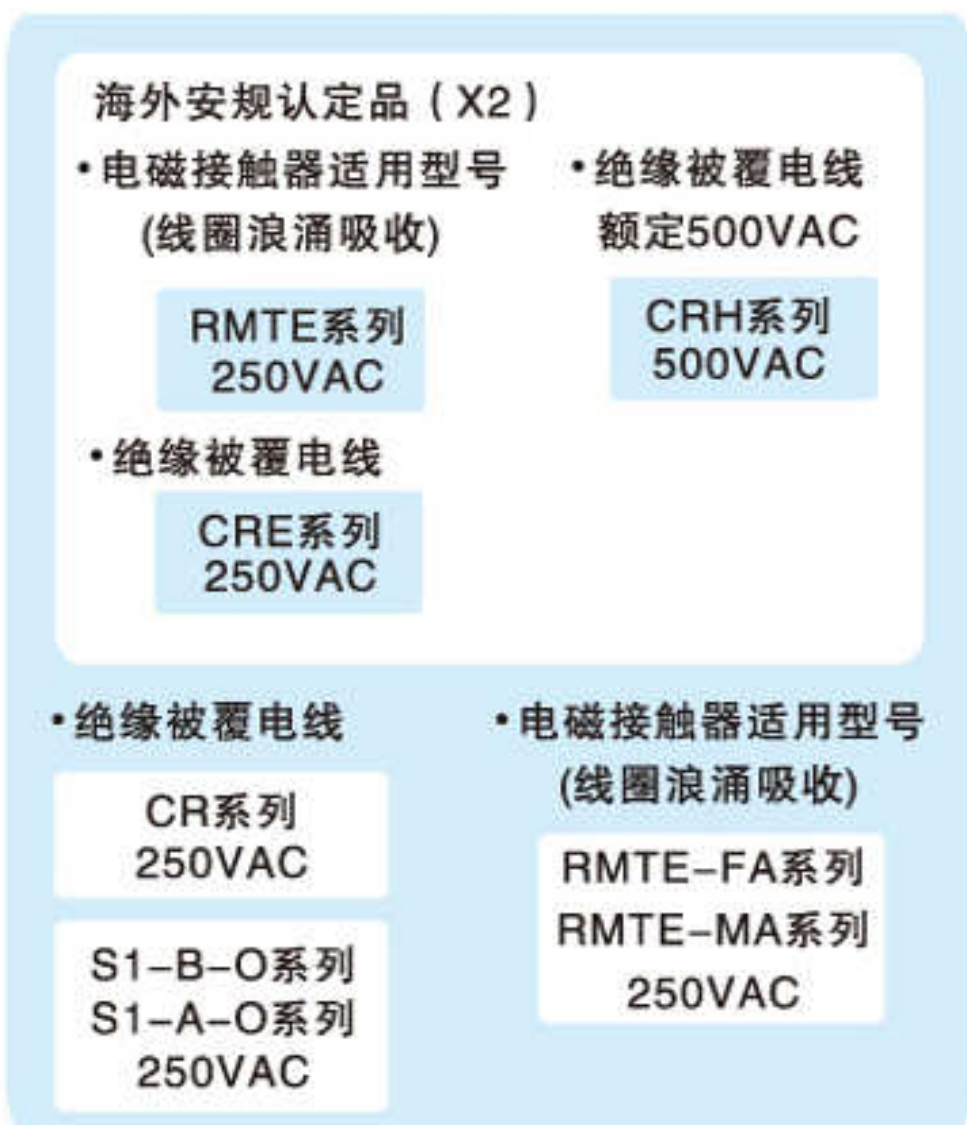 海外安规认定品（X2）
•电磁接触器适用型号
(线圈浪涌吸收)
RMTE系列
250VAC
•绝缘被覆电线
额定500VAC
CRH系列
500VAC
•绝缘被覆电线
CRE系列
250VAC
•绝缘被覆电线
CR系列
250VAC
S1–B–O系列
S1–A–O系列
250VAC
•电磁接触器适用型号
(线圈浪涌吸收)
RMTE–FA系列
RMTE–MA系列
250VAC